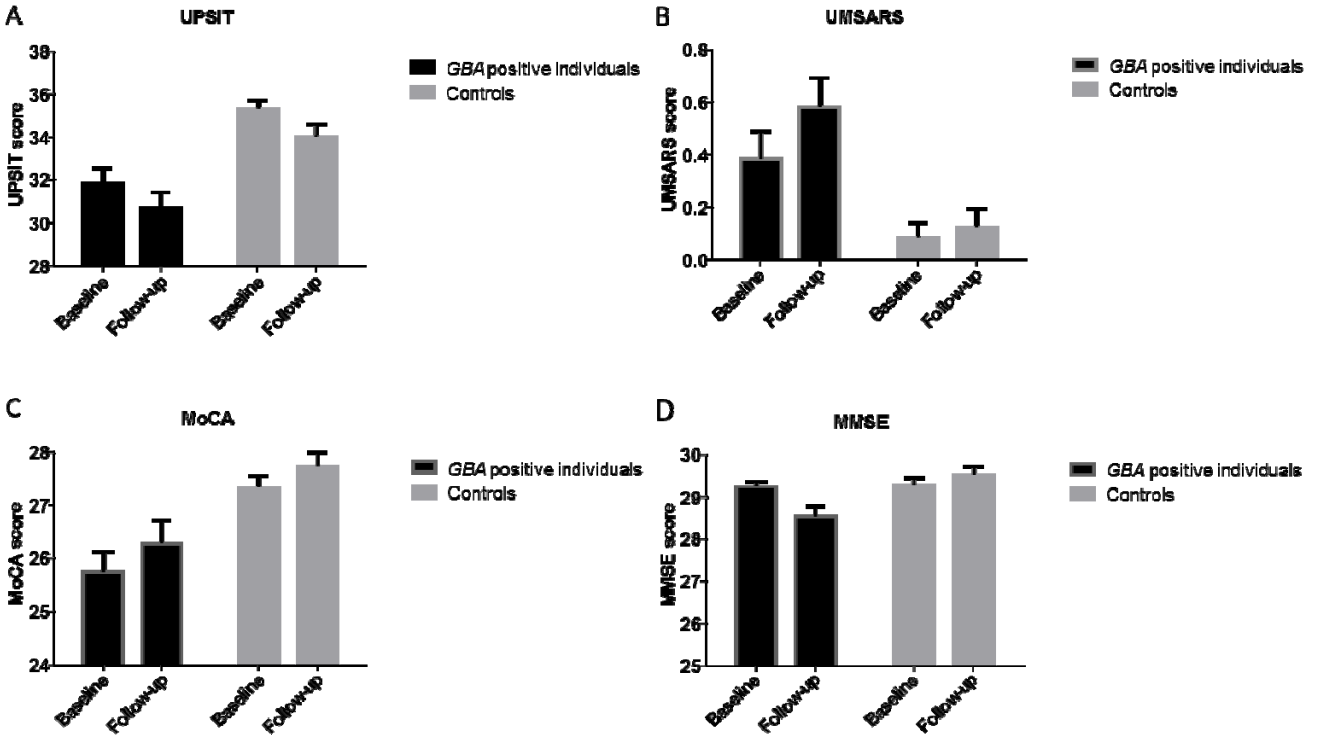 A
UPSIT
38
36
34
32
30
28
UPSIT score
Baseline
Follow-up
Baseline
Follow-up
GBA positive individuals
Controls
B
UMSARS
0.8
0.6
0.4
0.2
0.0
UMSARS score
Baseline
Follow-up
Baseline
Follow-up
GBA positive individuals
Controls
C
MoCA
28
27
26
25
24
MoCA score
Baseline
Follow-up
Baseline
Follow-up
GBA positive individuals
Controls
D
MMSE
30
29
28
27
26
25
MMSE score
Baseline
Follow-up
Baseline
Follow-up
GBA positive individuals
Controls